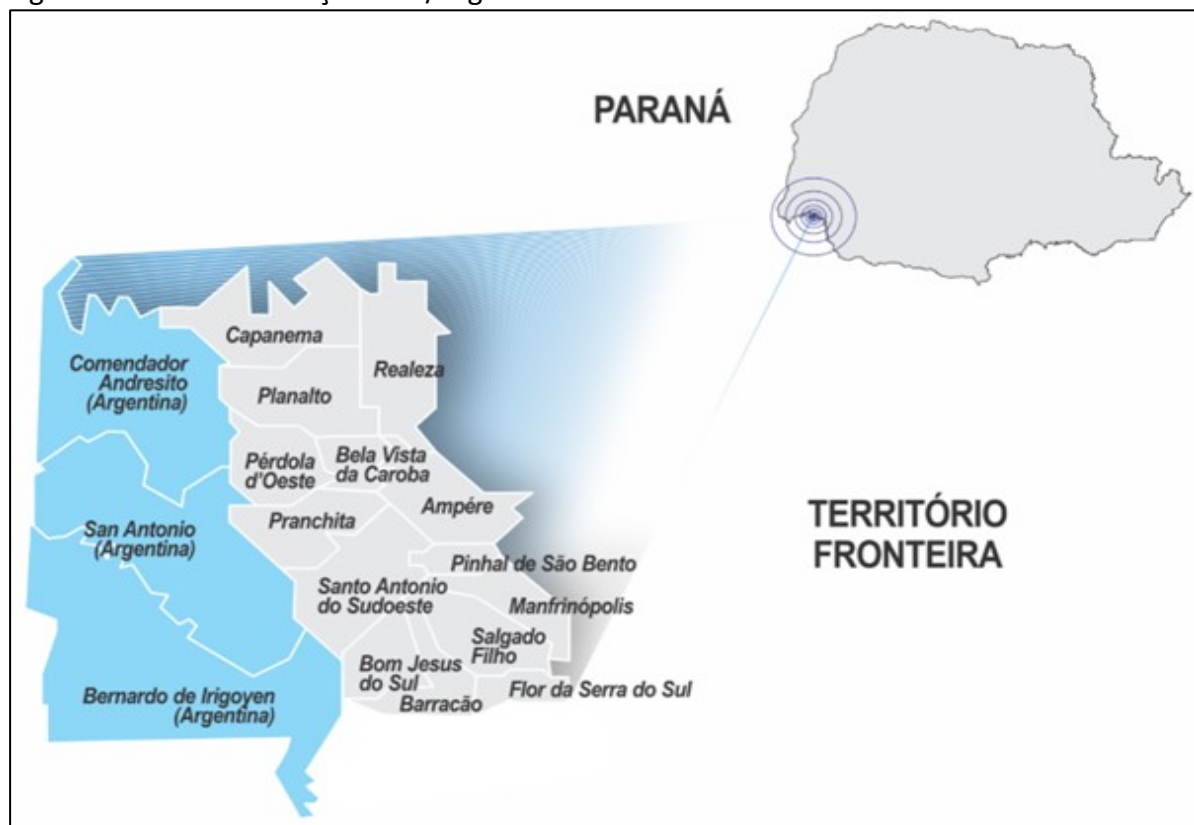 PARANÁ
Capanema
Comendador
Andresito
(Argentina)
Realeza
Planalto
Pérdola
d'Oeste
Bela Vista
da Caroba
Ampére
San Antonio
(Argentina)
Pranchita
TERRITÓRIO
FRONTEIRA
Pinhal de São Bento
Santo Antonio
do Sudoeste
Manfrinópolis
Salgado
Filho
Bom Jesus
do Sul
Flor da Serra do Sul
Barracão
Bernardo de Irigoyen
(Argentina)